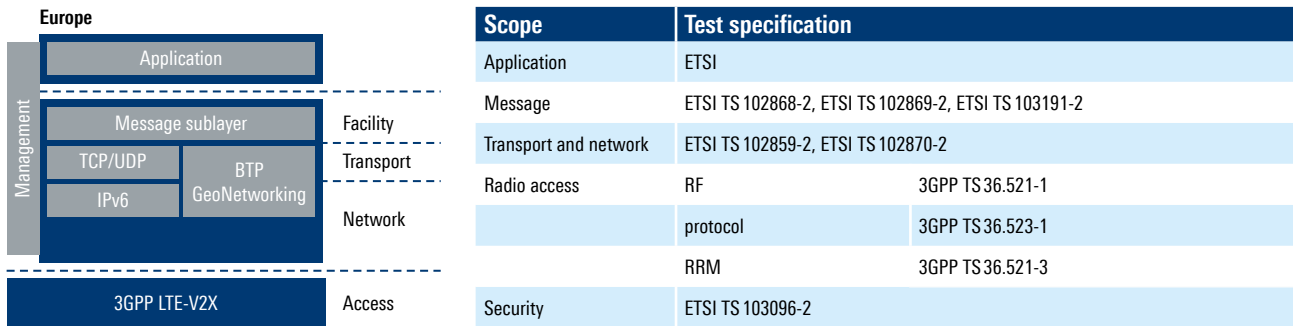 Europe
Management
Application
Message sublayer
Facility
TCP/UDP
BTP
GeoNetworking
Transport
IPv6
Network
3GPP LTE-V2X
Access
Scope Test specification
Application ETSI
Message ETSI TS 102868-2, ETSI TS 102869-2, ETSI TS 103191-2
Transport and network ETSI TS 102859-2, ETSI TS 102870-2
Radio access RF 3GPP TS 36.521-1
protocol 3GPP TS 36.523-1
RRM 3GPP TS 36.521-3
Security ETSI TS 103096-2